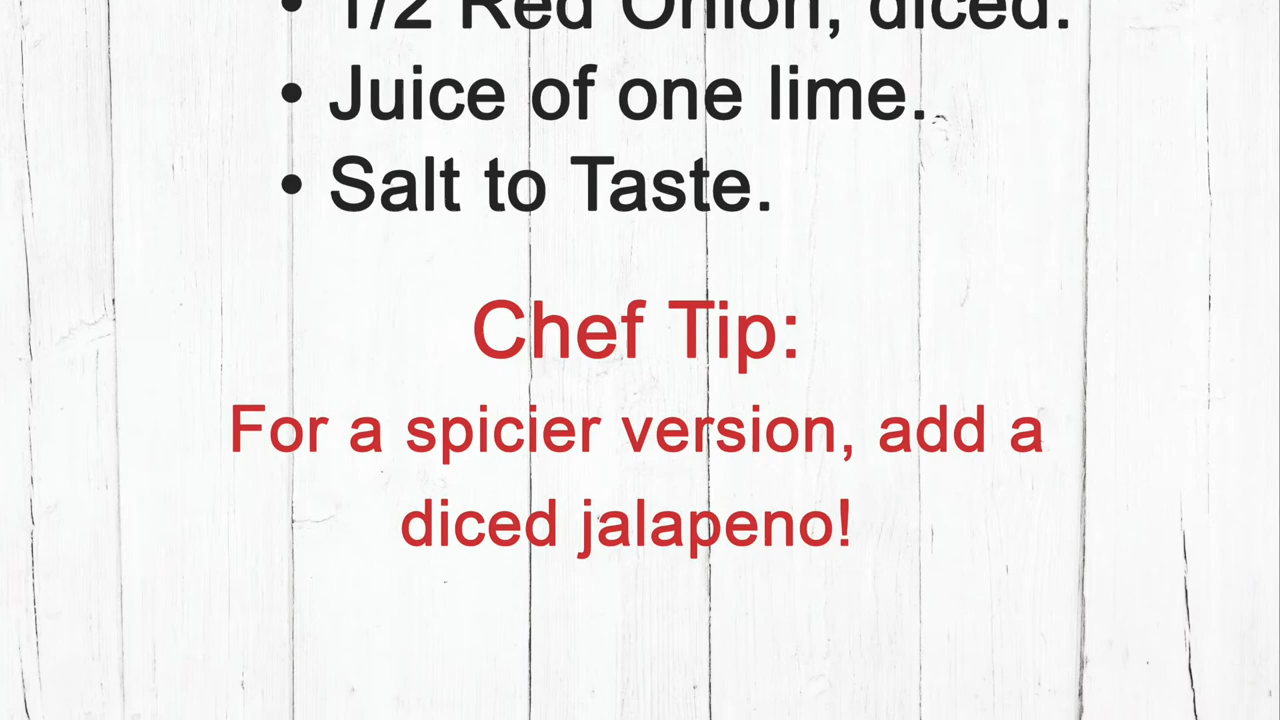 • 1/2 Red Onion, diced.
• Juice of one lime.
• Salt to Taste.
Chef Tip:
For a spicier version, add a
diced jalapeno!